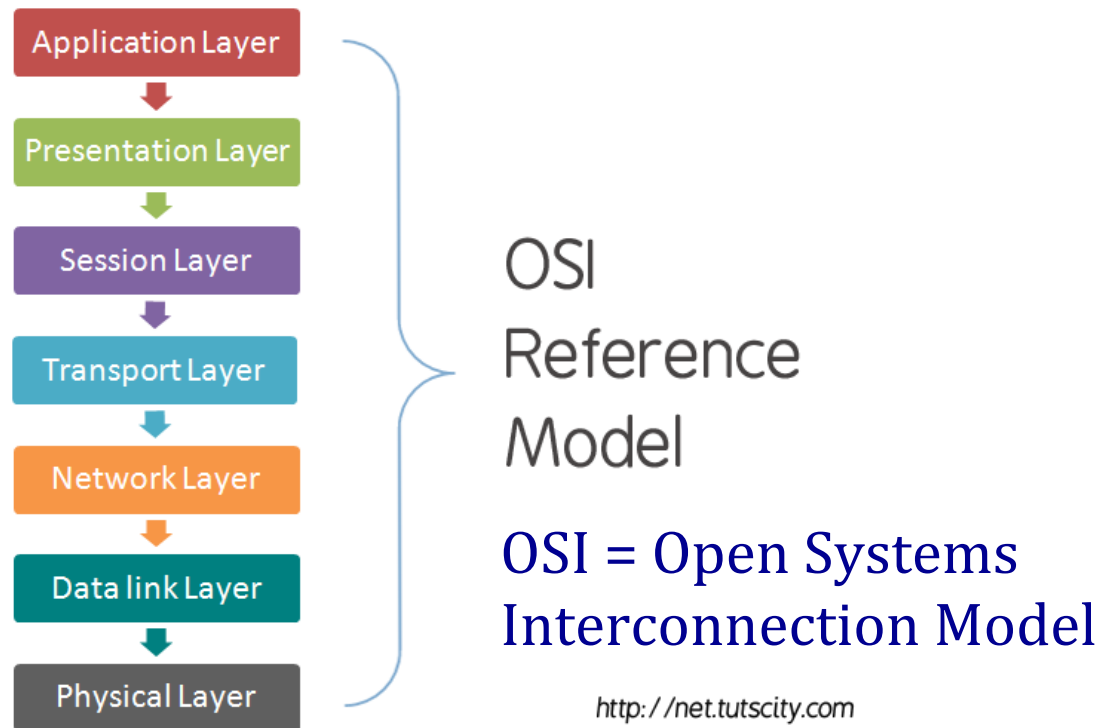 Application Layer
Presentation Layer
Session Layer
Transport Layer
Network Layer
Data link Layer
Physical Layer
OSI
Reference
Model
OSI = Open Systems
Interconnection Model
http://net.tutscity.com